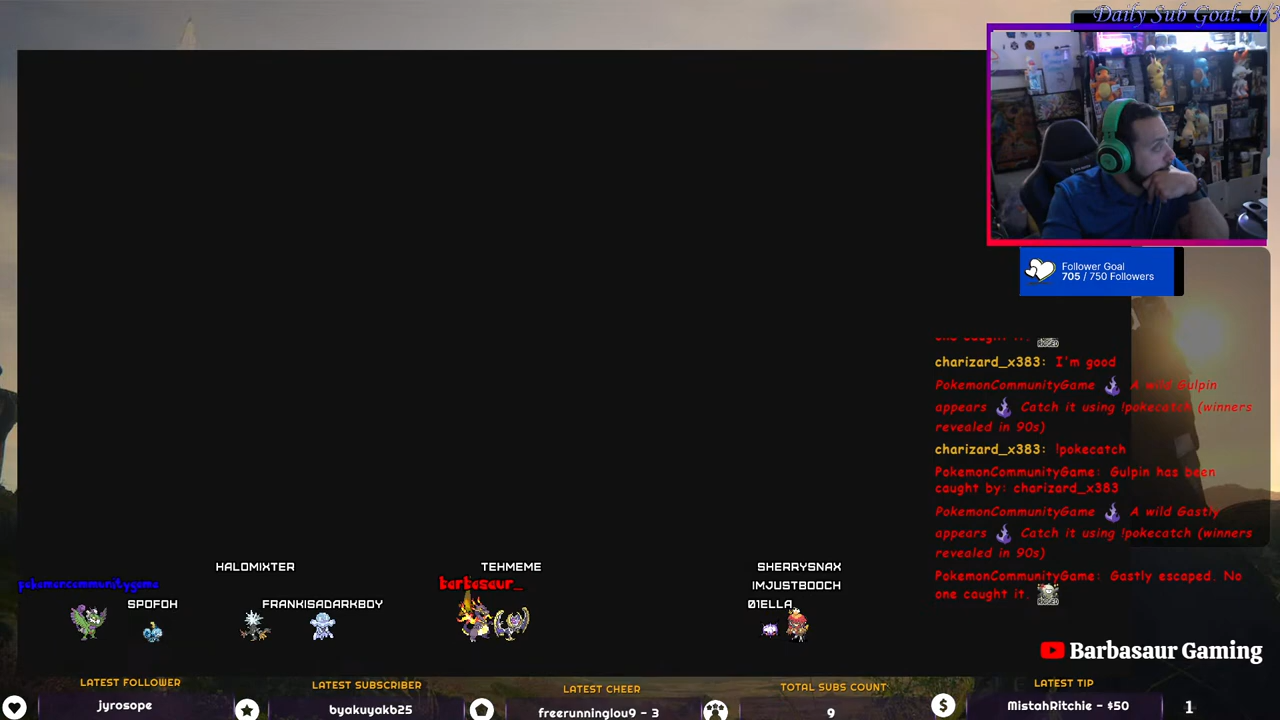 Daily Sub Goal: 0/3
Follower Goal
705 / 750 Followers
one caught it.
charizard_x383: I'm good
PokemonCommunityGame A wild Gulpin
appears Catch it using !pokecatch (winners
revealed in 90s)
charizard_x383: !pokecatch
PokemonCommunityGame: Gulpin has been
caught by: charizard_x383
PokemonCommunityGame A wild Gastly
appears Catch it using !pokecatch (winners
revealed in 90s)
PokemonCommunityGame: Gastly escaped. No
one caught it.
HALOMIXTER
TEHMEME
SHERRYSNAX
pokemoncommunitygame
barbasaur_
IMJUSTBOOCH
SPOFOH
FRANKISADARKBOY
01ELLA
Barbasaur Gaming
LATEST FOLLOWER
jyrosope
LATEST SUBSCRIBER
byakuyakb25
LATEST CHEER
freerunninglou9 - 3
TOTAL SUBS COUNT
9
LATEST TIP
MistahRitchie - $50
1